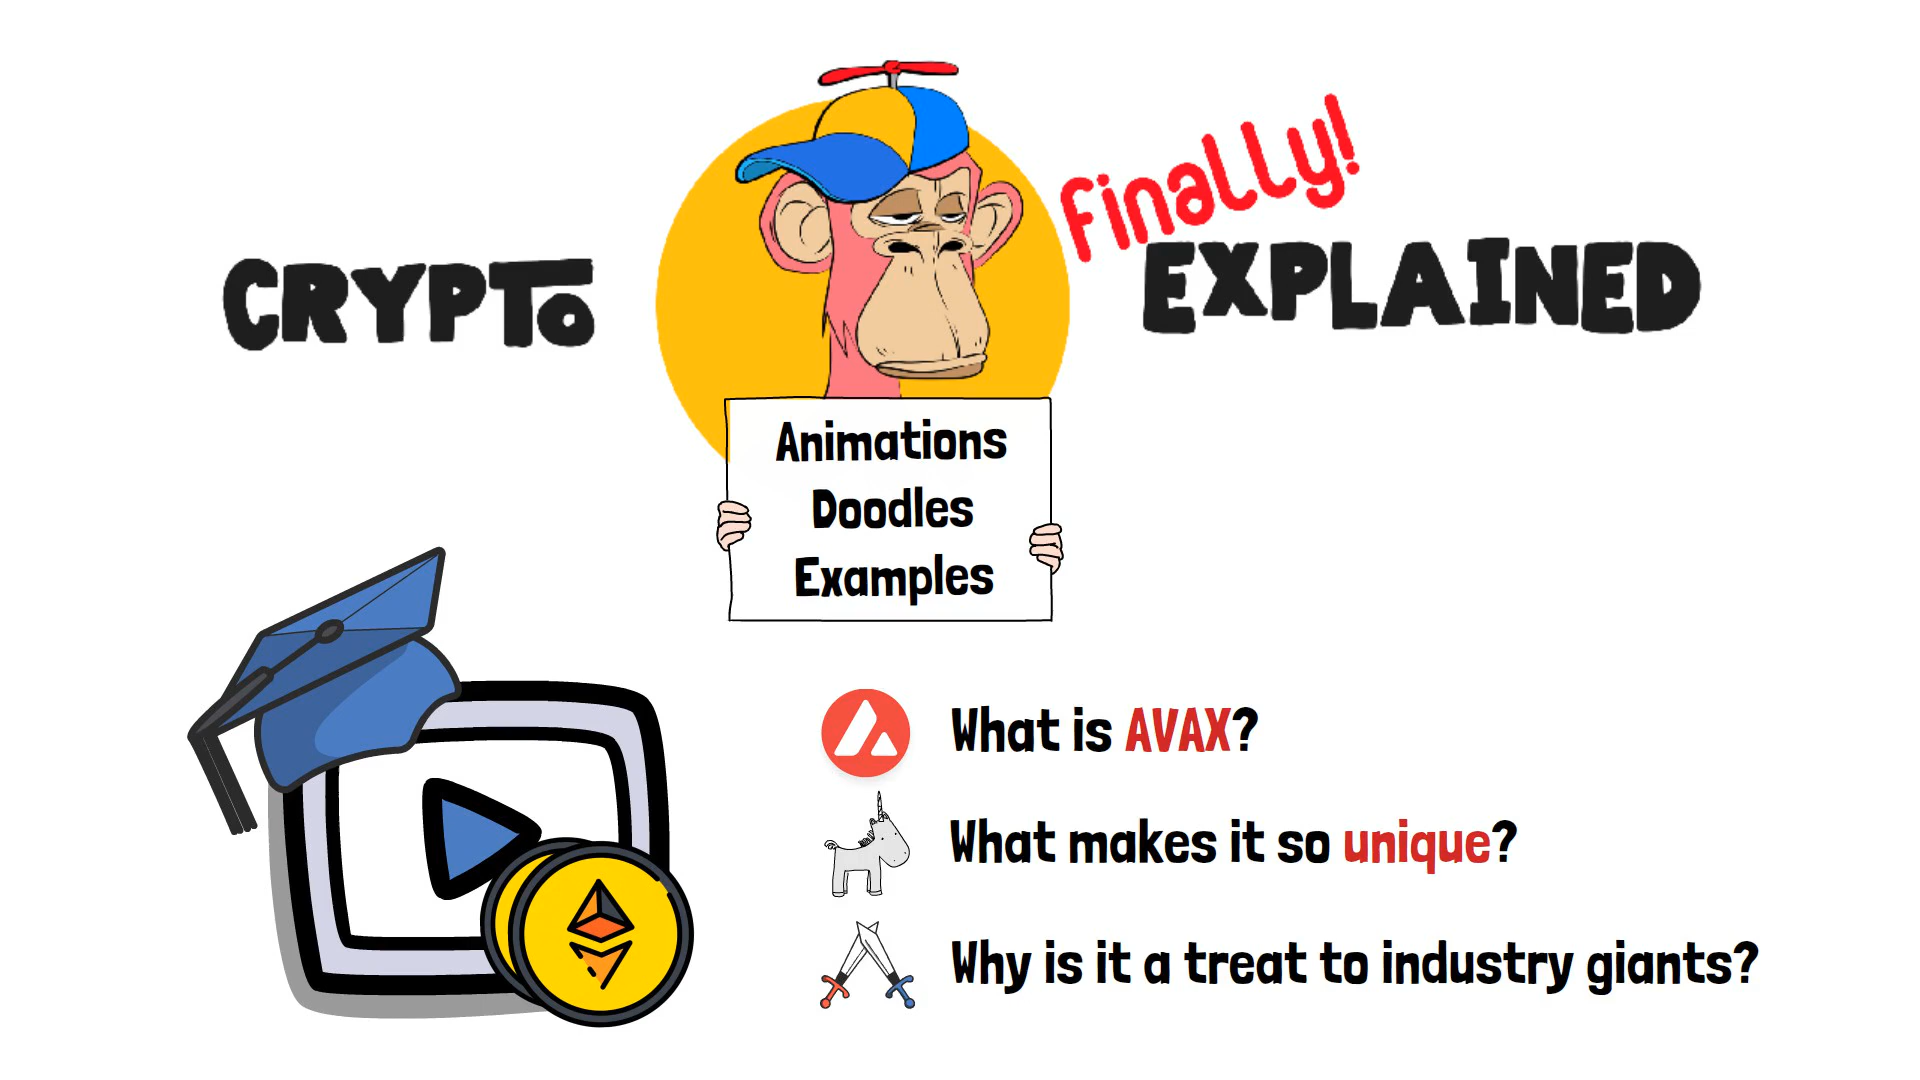 CRYPTO
Finally!
EXPLAINED
Animations
Doodles
Examples
What is AVAX?
What makes it so unique?
Why is it a treat to industry giants?